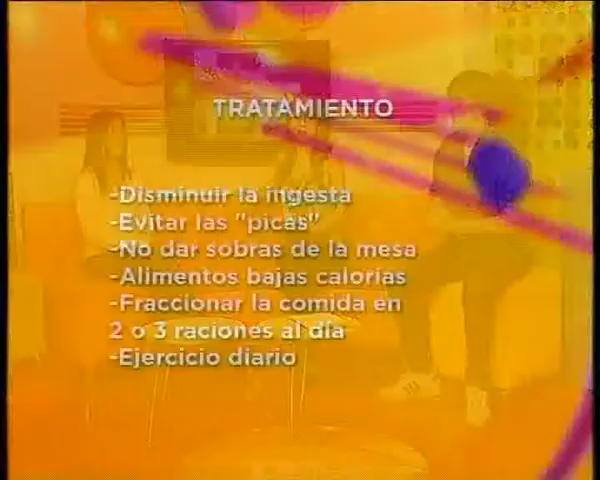 TRATAMIENTO
-Disminuir la ingesta
-Evitar las "picas"
-No dar sobras de la mesa
-Alimentos bajas calorías
-Fraccionar la comida en
2 o 3 raciones al día
-Ejercicio diario